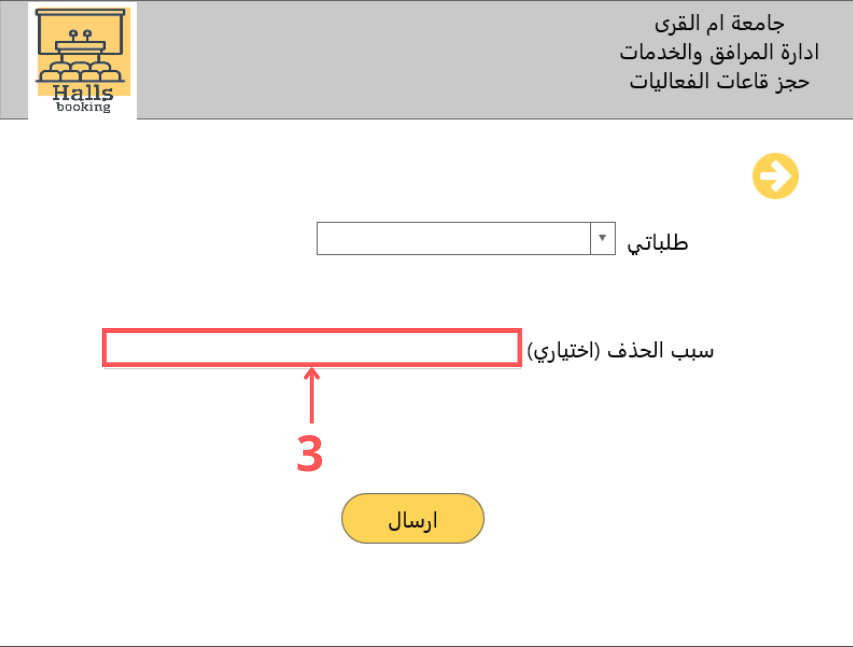 جامعة ام القرى
ادارة المرافق والخدمات
حجز قاعات الفعاليات
Halls
booking
طلباتي
سبب الحذف (اختياري)
3
ارسال